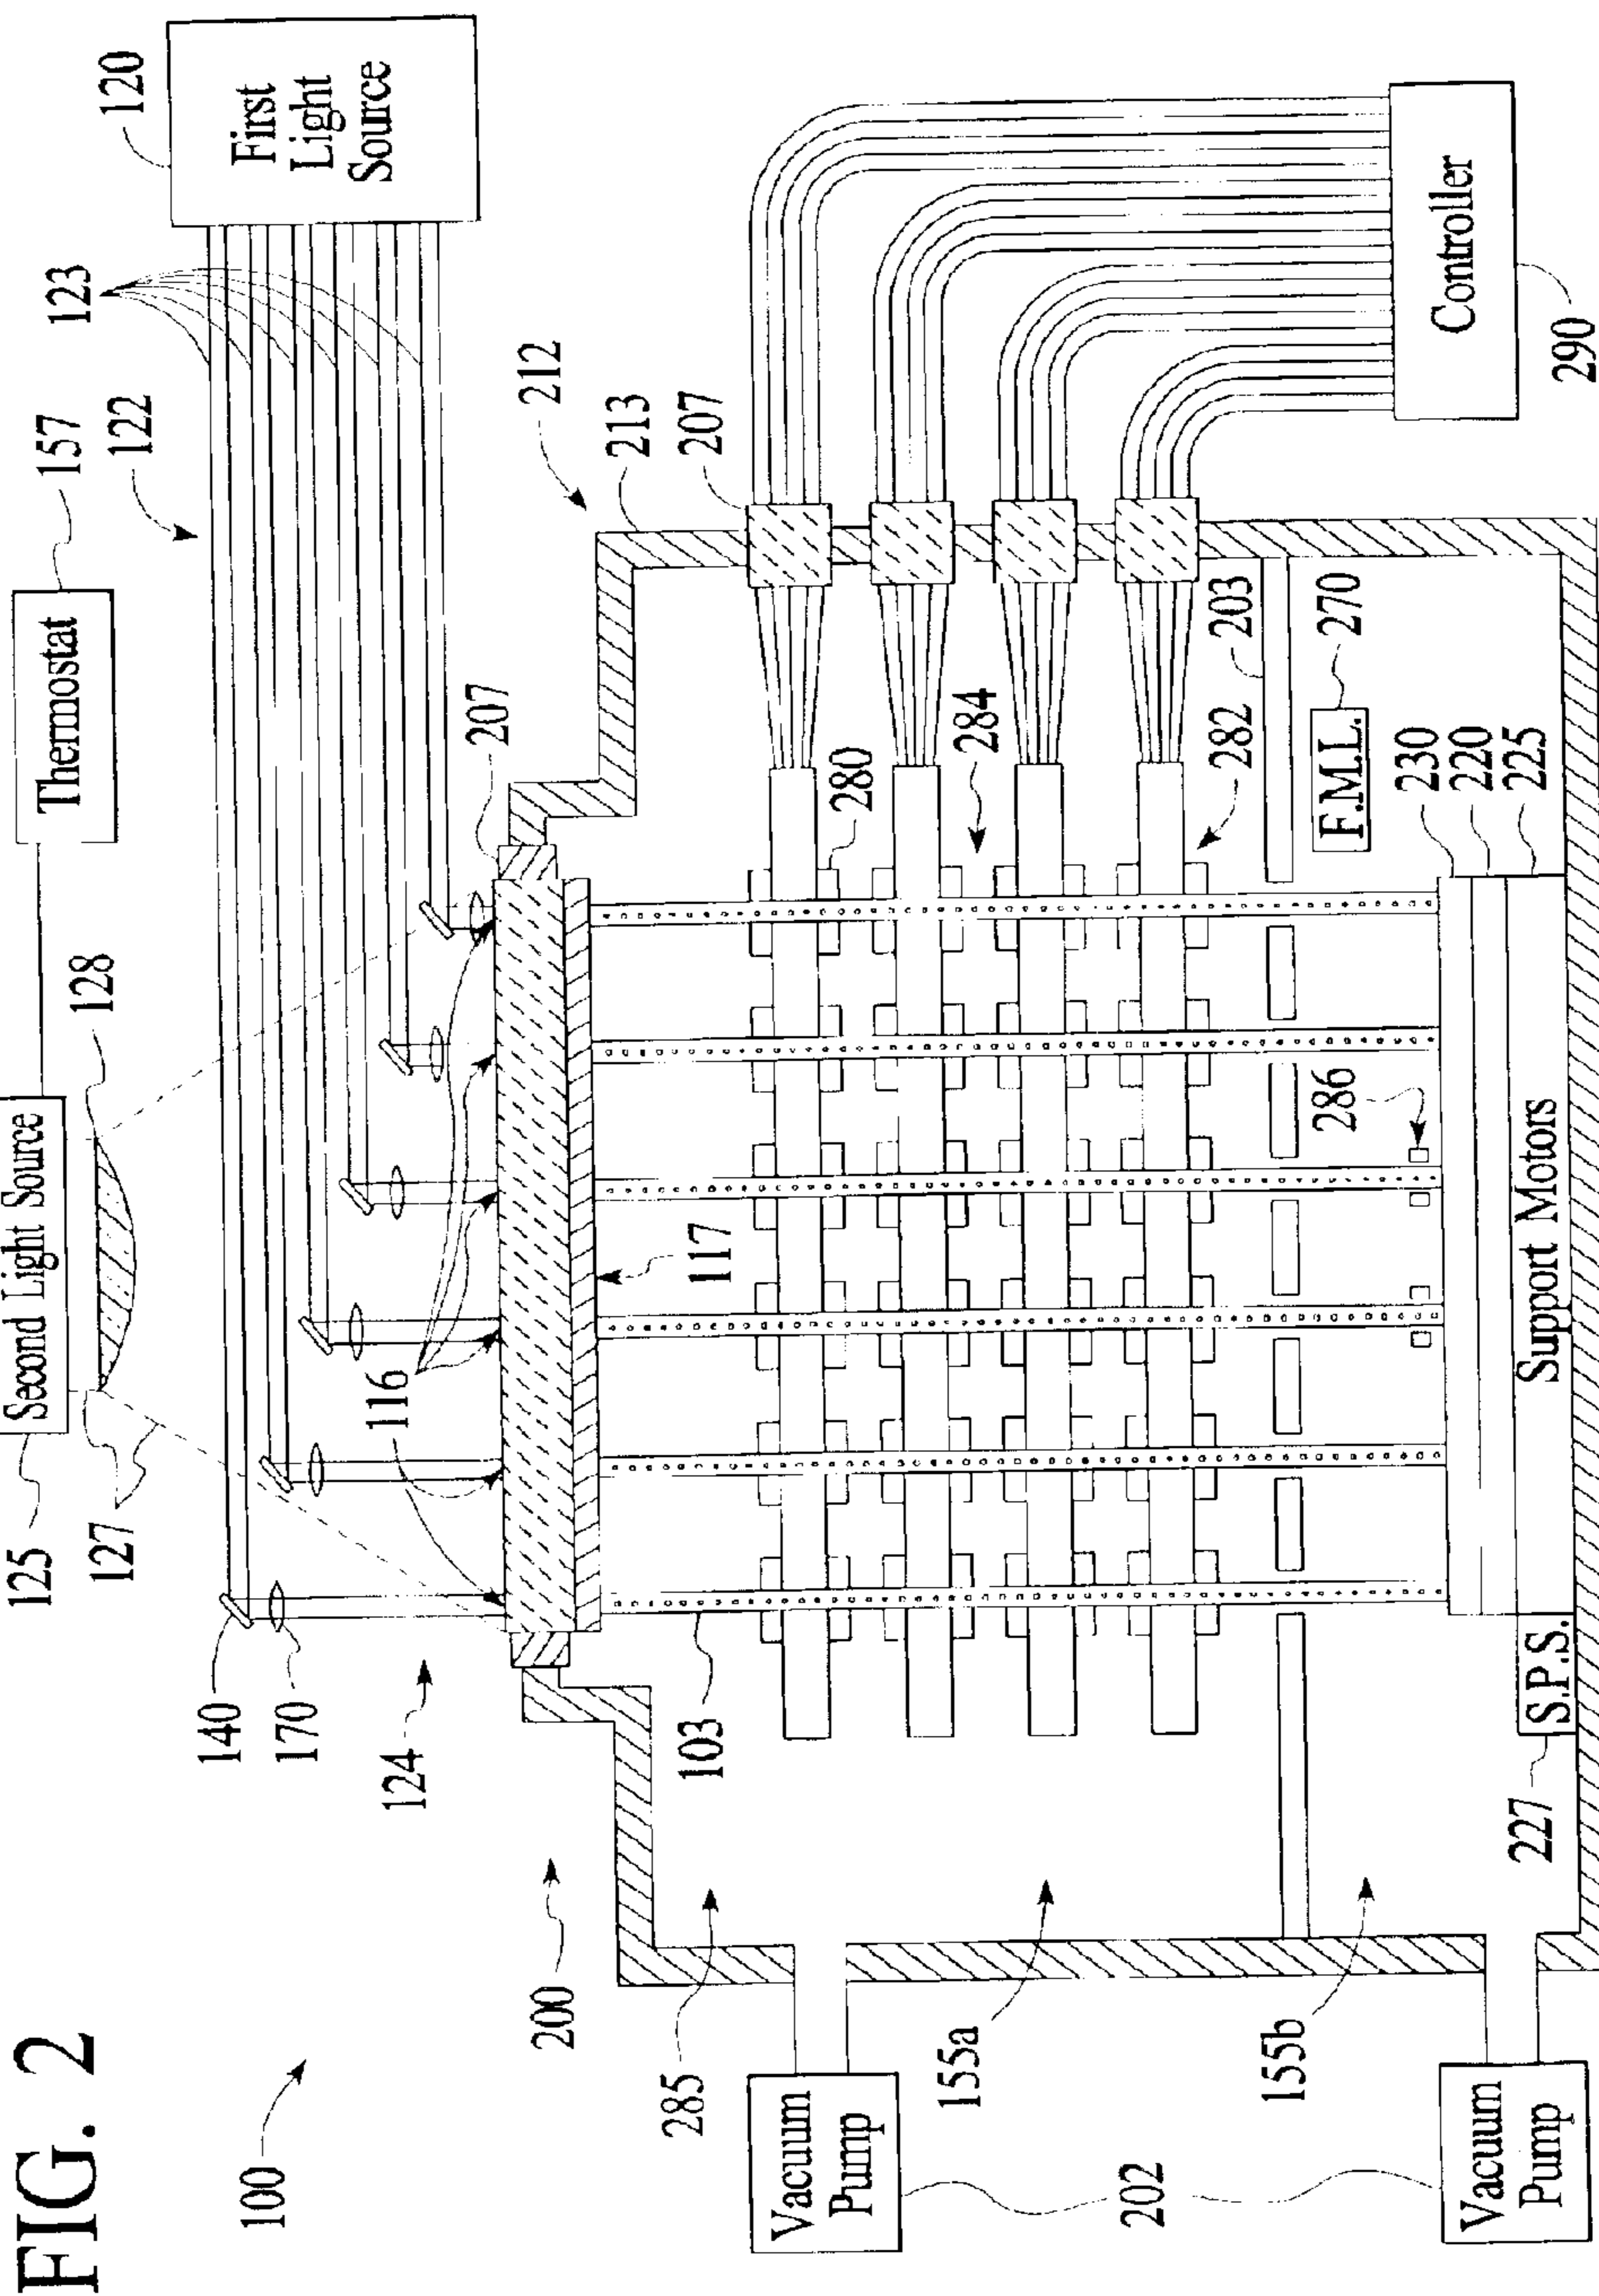 FIG. 2
100
125
Second Light Source
127
128
Thermostat
157
122
123
120
First
Light
Source
140
170
124
116
207
212
213
207
200
117
103
280
284
282
203
285
155a
155b
286
F.M.I.L.
270
230
220
225
Support Motors
S.P.S.
227
Vacuum
Pump
202
Vacuum
Pump
Controller
290